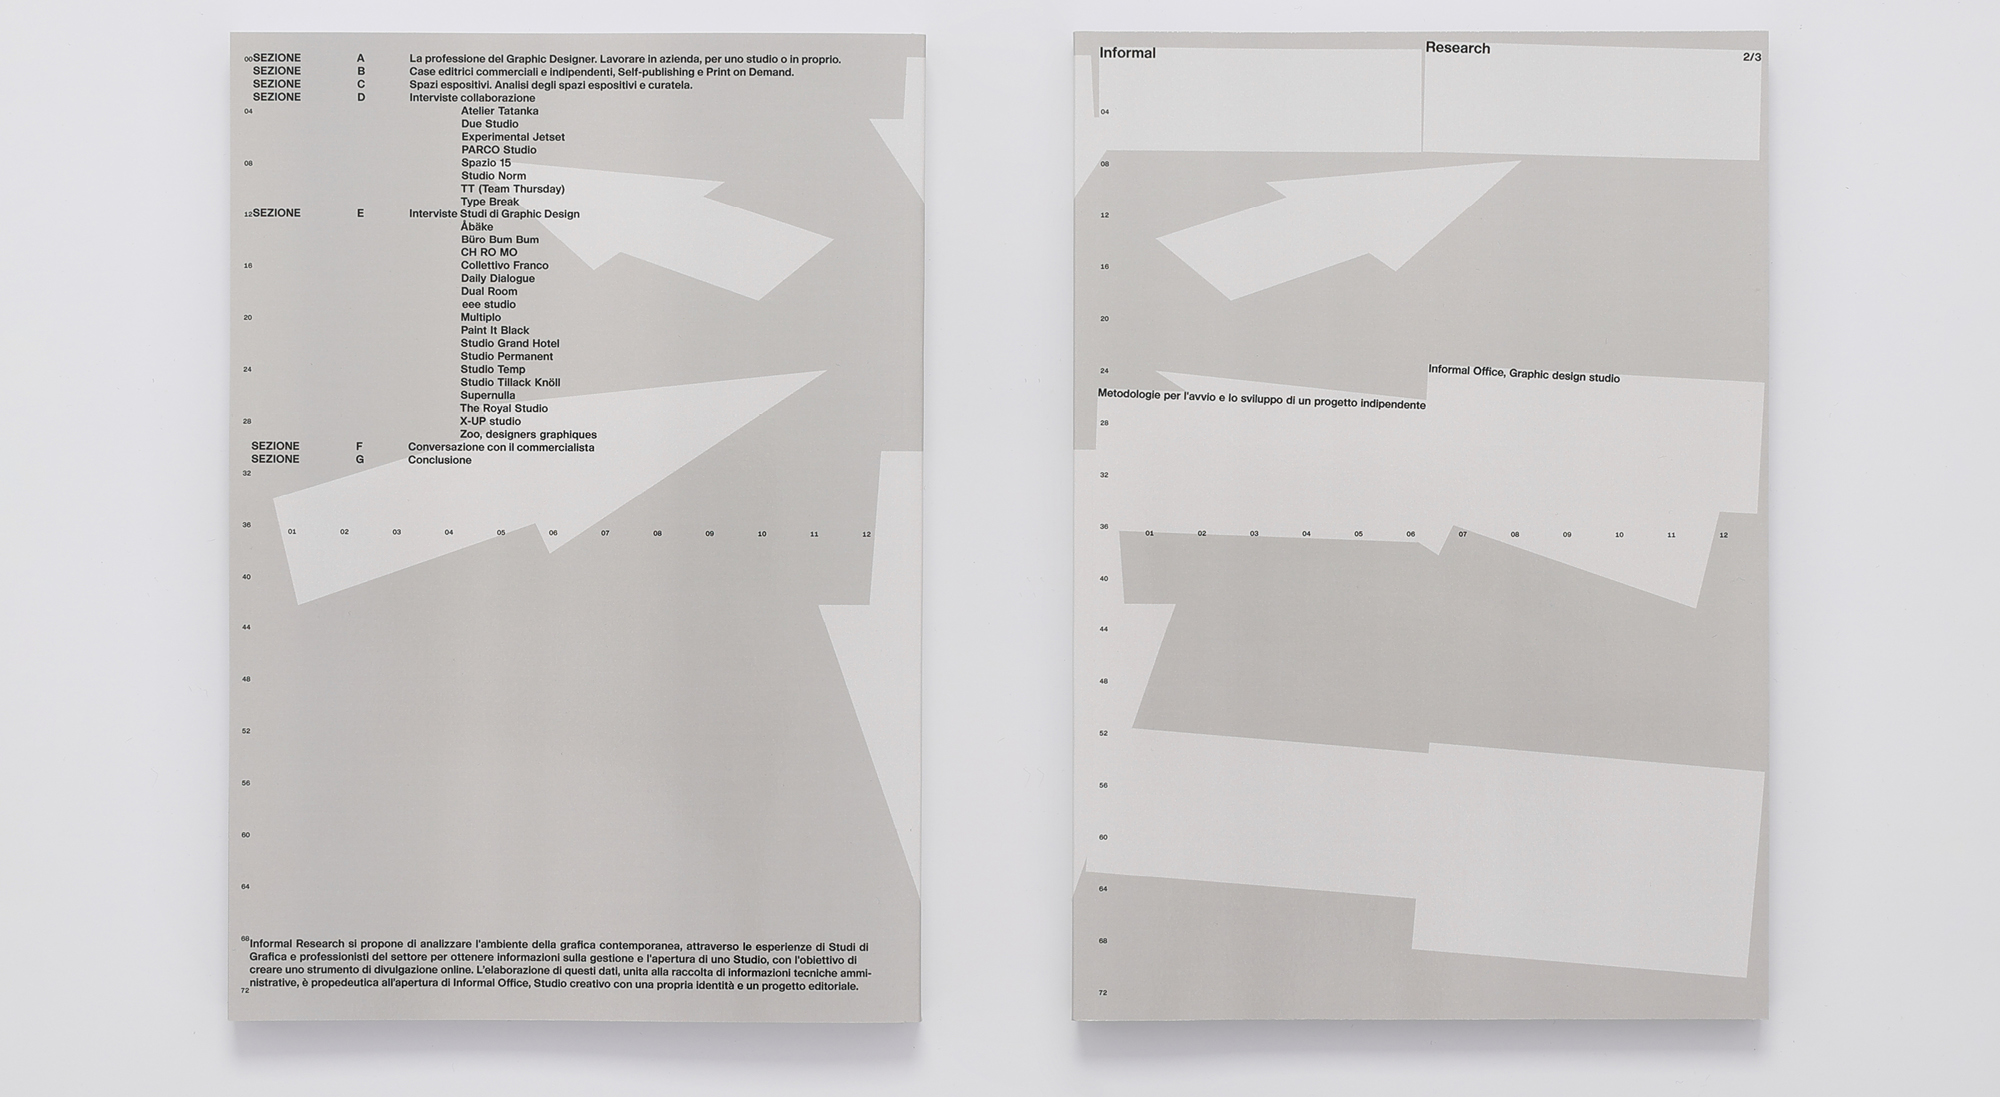 00 SEZIONE A La professione del Graphic Designer. Lavorare in azienda, per uno studio o in proprio.
SEZIONE B Case editrici commerciali e indipendenti, Self-publishing e Print on Demand.
SEZIONE C Spazi espositivi. Analisi degli spazi espositivi e curatela.
SEZIONE D Interviste collaborazione
04 Atelier Tatanka
Due Studio
Experimental Jetset
PARCO Studio
08 Spazio 15
Studio Norm
TT (Team Thursday)
Type Break
12 SEZIONE E Interviste Studi di Graphic Design
Åbäke
Büro Bum Bum
CH RO MO
16 Collettivo Franco
Daily Dialogue
Dual Room
eee studio
20 Multiplo
Paint It Black
Studio Grand Hotel
Studio Permanent
24 Studio Temp
Studio Tillack Knöll
Supernulla
The Royal Studio
28 X-UP studio
Zoo, designers graphiques
SEZIONE F Conversazione con il commercialista
SEZIONE G Conclusione
32
36 01 02 03 04 05 06 07 08 09 10 11 12
40
44
48
52
56
60
64
68 Informal Research si propone di analizzare l'ambiente della grafica contemporanea, attraverso le esperienze di Studi di
Grafica e professionisti del settore per ottenere informazioni sulla gestione e l'apertura di uno Studio, con l'obiettivo di
creare uno strumento di divulgazione online. L'elaborazione di questi dati, unita alla raccolta di informazioni tecniche ammi-
nistrative, è propedeutica all'apertura di Informal Office, Studio creativo con una propria identità e un progetto editoriale.
72
Informal Research 2/3
04
08
12
16
20
24 Informal Office, Graphic design studio
Metodologie per l'avvio e lo sviluppo di un progetto indipendente
28
32
36 01 02 03 04 05 06 07 08 09 10 11 12
40
44
48
52
56
60
64
68
72